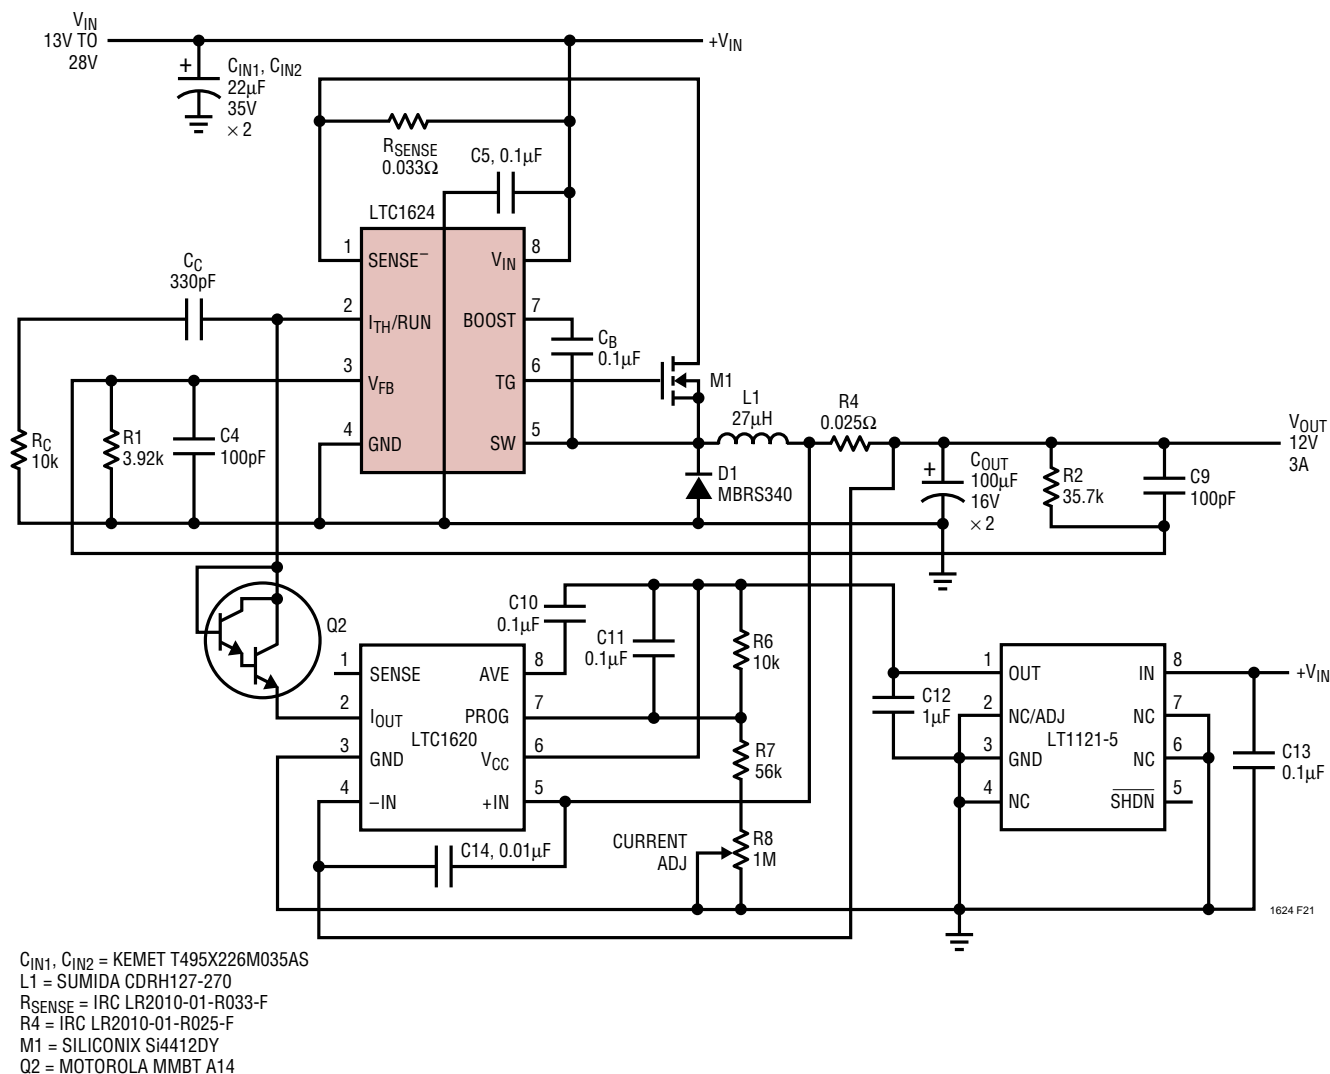 VIN
13V TO
28V
+VIN
+
CIN1, CIN2
22µF
35V
× 2
RSENSE
0.033Ω
C5, 0.1µF
LTC1624
1
SENSE−
VIN
8
CC
330pF
2
ITH/RUN
BOOST
7
CB
0.1µF
3
VFB
TG
6
M1
4
GND
SW
5
L1
27µH
R4
0.025Ω
VOUT
12V
3A
RC
10k
R1
3.92k
C4
100pF
D1
MBRS340
+
COUT
100µF
16V
× 2
R2
35.7k
C9
100pF
Q2
C10
0.1µF
C11
0.1µF
R6
10k
1
SENSE
AVE
8
2
IOUT
PROG
7
LTC1620
3
GND
VCC
6
4
–IN
+IN
5
R7
56k
C14, 0.01µF
CURRENT
ADJ
R8
1M
C12
1µF
1
OUT
IN
8
+VIN
2
NC/ADJ
NC
7
LT1121-5
3
GND
NC
6
4
NC
SHDN
5
C13
0.1µF
1624 F21
CIN1, CIN2 = KEMET T495X226M035AS
L1 = SUMIDA CDRH127-270
RSENSE = IRC LR2010-01-R033-F
R4 = IRC LR2010-01-R025-F
M1 = SILICONIX Si4412DY
Q2 = MOTOROLA MMBT A14